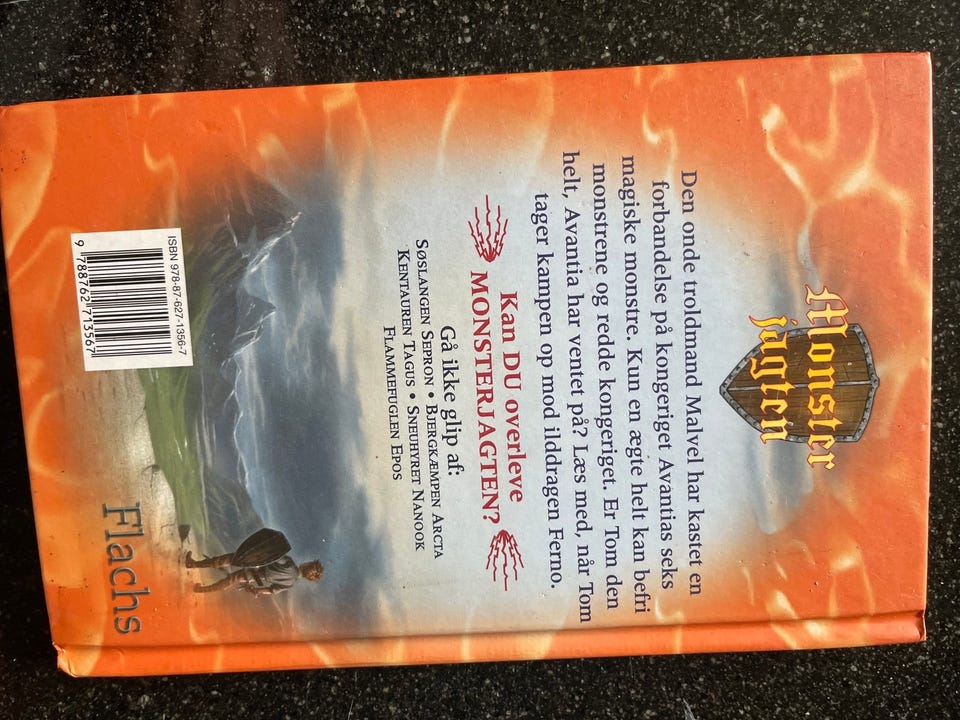 Monster
jagten
Den onde troldmand Malvel har kastet en
forbandelse på kongeriget Avantias seks
magiske monstre. Kun en ægte helt kan befri
monstrene og redde kongeriget. Er Tom den
helt, Avantia har ventet på? Læs med, når Tom
tager kampen op mod ilddragen Ferno.
Kan DU overleve
MONSTERJAGTEN?
Gå ikke glip af:
SØSLANGEN SEPRON • BJERGKÆMPEN ARCTA
KENTAUREN TAGUS • SNEUHYRET NANOOK
FLAMMEFUGLEN EPOS
ISBN 978-87-627-1356-7
9 788762 713567
Flachs